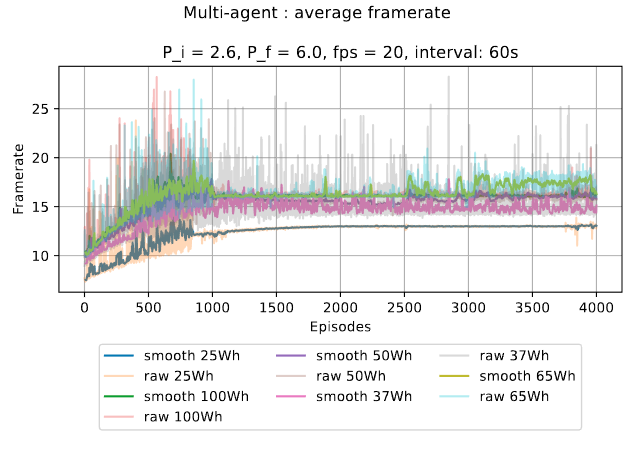 Multi-agent : average framerate
P_i = 2.6, P_f = 6.0, fps = 20, interval: 60s
Framerate
25
20
15
10
0 500 1000 1500 2000 2500 3000 3500 4000
Episodes
smooth 25Wh smooth 50Wh raw 37Wh
raw 25Wh raw 50Wh smooth 65Wh
smooth 100Wh smooth 37Wh raw 65Wh
raw 100Wh